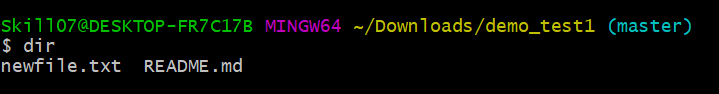 Skill07@DESKTOP-FR7C17B MINGW64 ~/Downloads/demo_test1 (master)
$ dir
newfile.txt  README.md